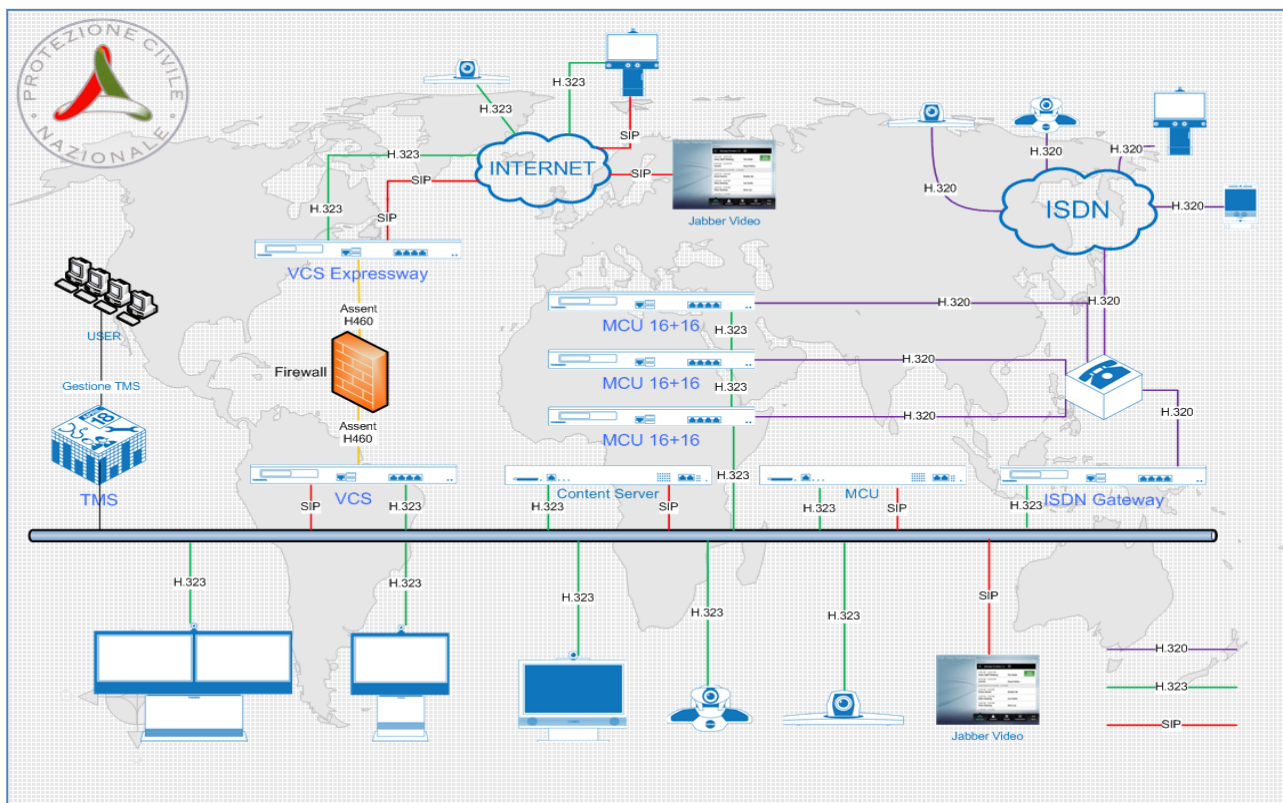 PROTEZIONE CIVILE
NAZIONALE
H.323
H.323
SIP
H.323
SIP
H.323
SIP
INTERNET
SIP
Jabber Video
H.320
H.320
H.320
H.320
ISDN
H.320
VCS Expressway
Assent
H460
Firewall
Assent
H460
USER
Gestione TMS
TMS
MCU 16+16
H.320
H.323
MCU 16+16
H.320
H.323
MCU 16+16
H.320
H.320
VCS
SIP
H.323
Content Server
H.323
SIP
H.323
MCU
H.323
SIP
ISDN Gateway
H.323
H.323
H.323
H.323
H.323
H.323
SIP
Jabber Video
H.320
H.323
SIP